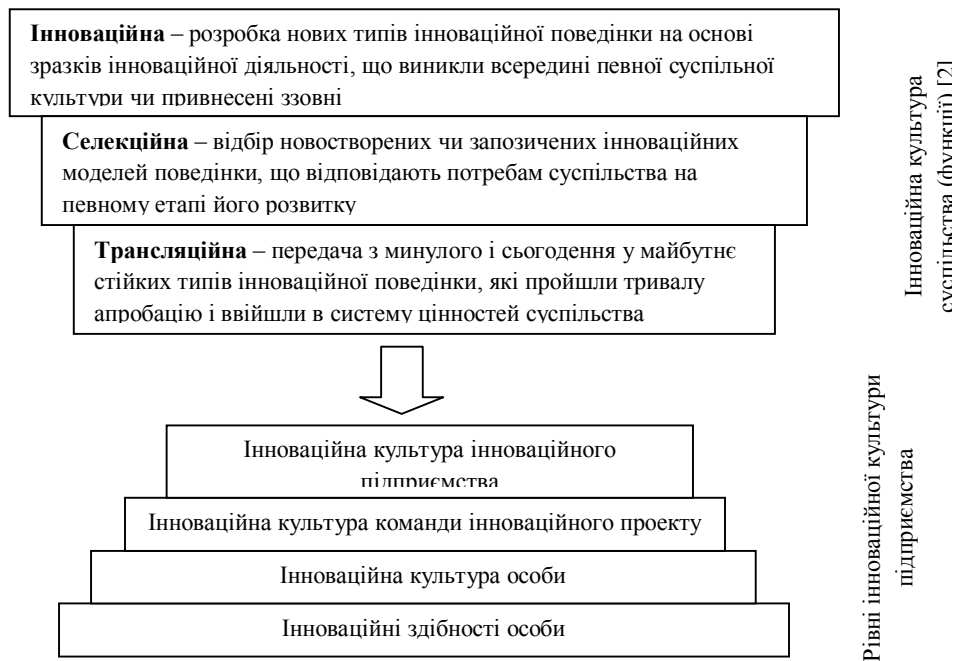 Інноваційна – розробка нових типів інноваційної поведінки на основі
зразків інноваційної діяльності, що виникли всередині певної суспільної
культури чи привнесені ззовні
Селекційна – відбір новостворених чи запозичених інноваційних
моделей поведінки, що відповідають потребам суспільства на
певному етапі його розвитку
Трансляційна – передача з минулого і сьогодення у майбутнє
стійких типів інноваційної поведінки, які пройшли тривалу
апробацію і ввійшли в систему цінностей суспільства
Інноваційна культура
суспільства (функції) [2]
Інноваційна культура інноваційного
підприємства
Інноваційна культура команди інноваційного проекту
Інноваційна культура особи
Інноваційні здібності особи
Рівні інноваційної культури
підприємства